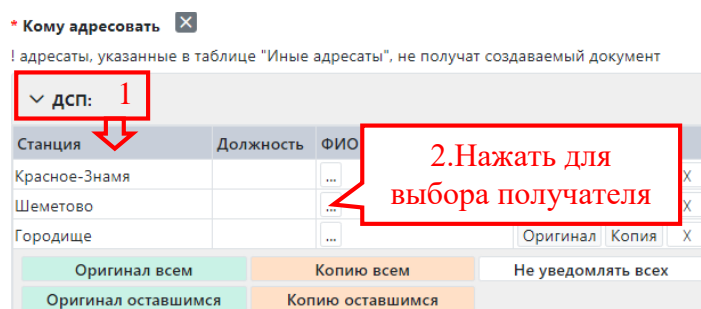 * Кому адресовать X
! адресаты, указанные в таблице "Иные адресаты", не получат создаваемый документ
ДСП: 1
Станция Должность ФИО
Красное-Знамя ... X
Шеметово ... X
Городище ... Оригинал Копия X
2.Нажать для
выбора получателя
Оригинал всем Копию всем Не уведомлять всех
Оригинал оставшимся Копию оставшимся